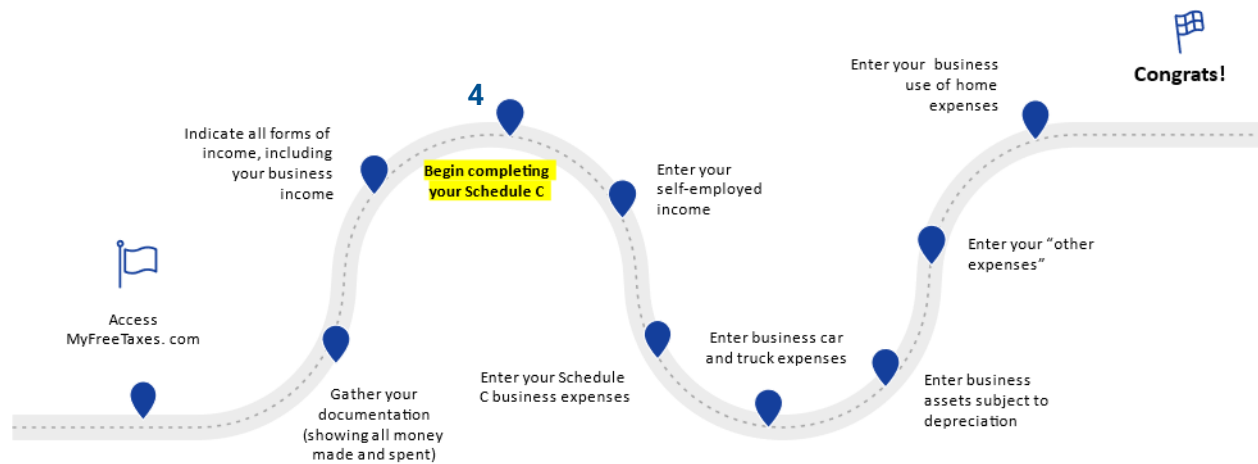 Access
MyFreeTaxes. com
Gather your
documentation
(showing all money
made and spent)
Indicate all forms of
income, including
your business
income
4
Begin completing
your Schedule C
Enter your
self-employed
income
Enter your Schedule
C business expenses
Enter business car
and truck expenses
Enter business
assets subject to
depreciation
Enter your “other
expenses”
Enter your business
use of home
expenses
Congrats!